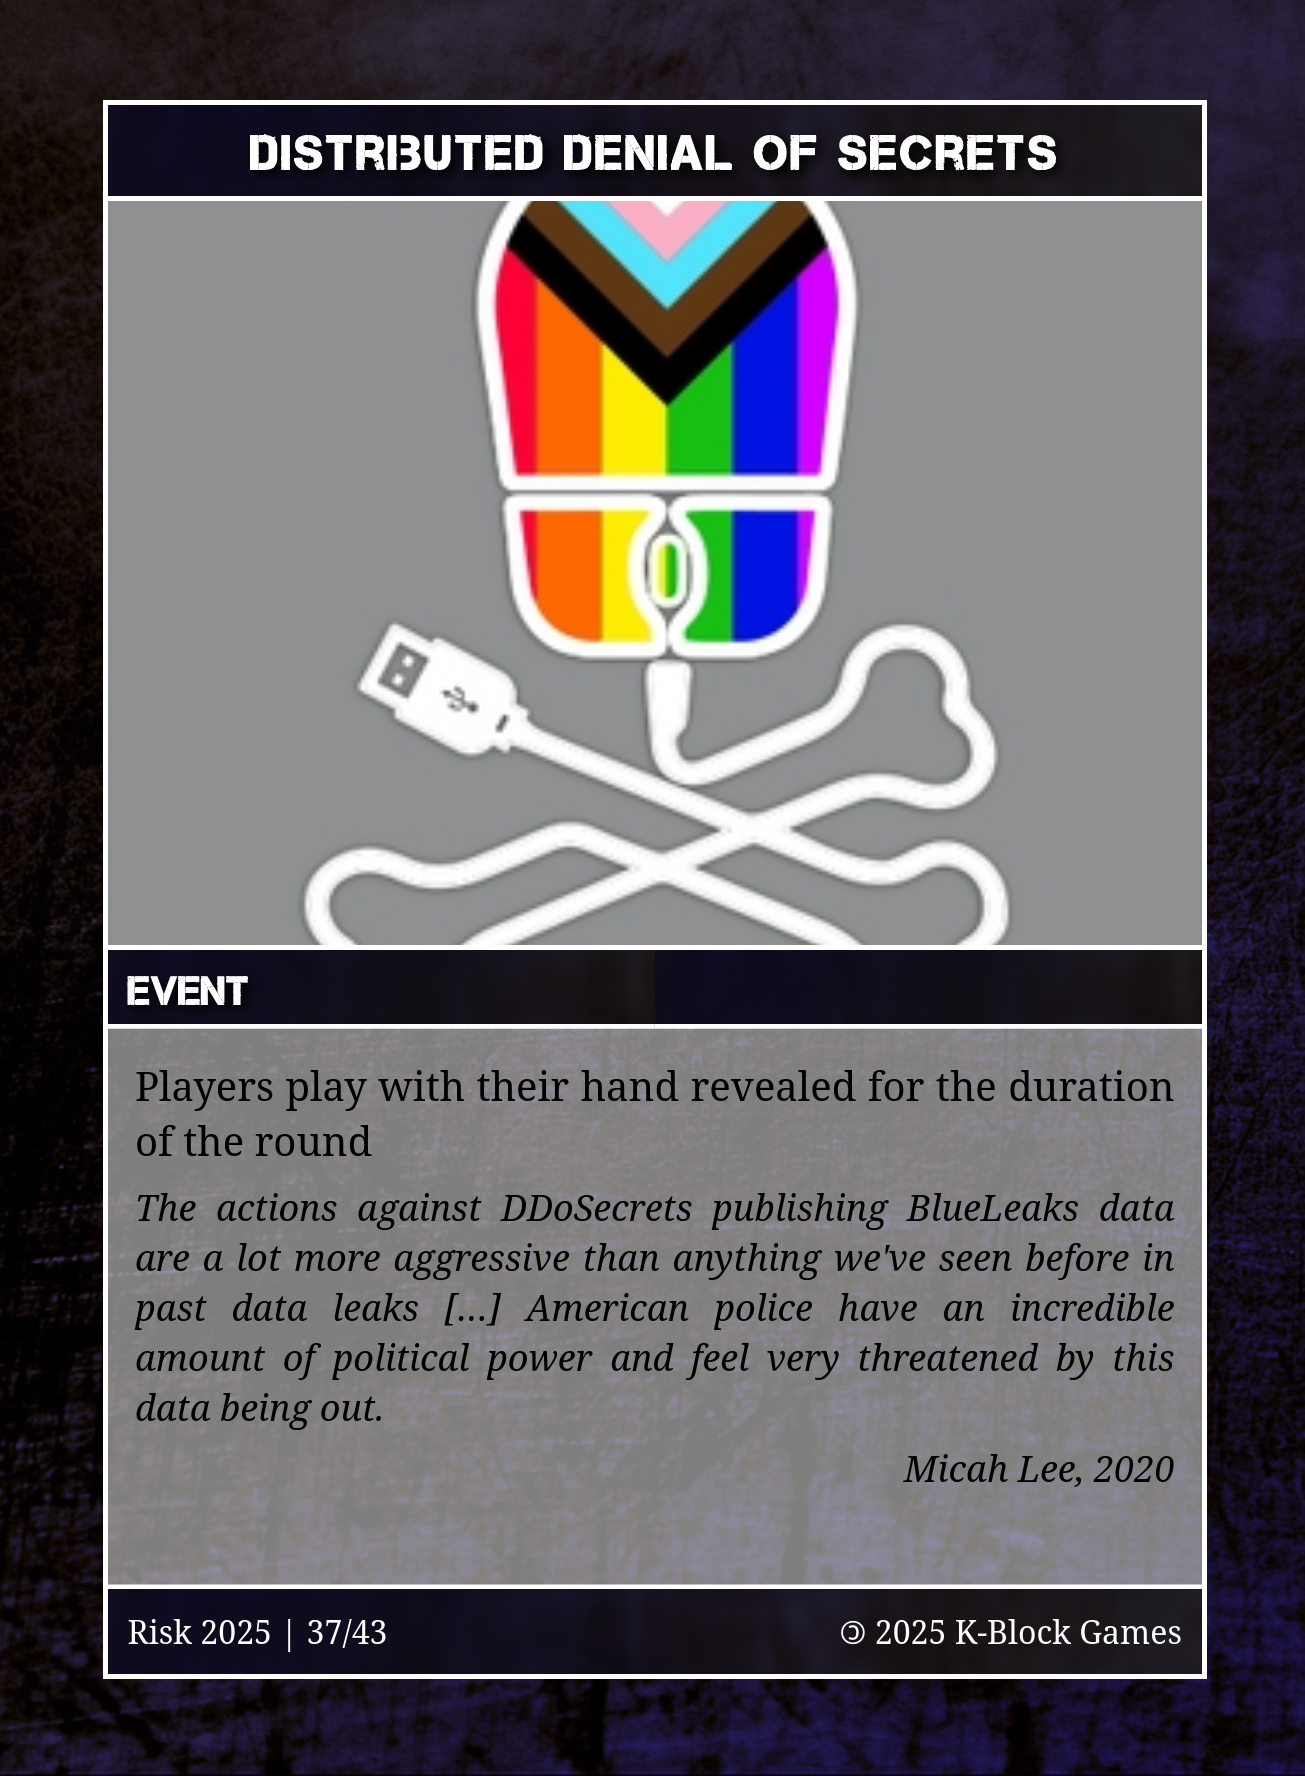 DISTRIBUTED DENIAL OF SECRETS
EVENT
Players play with their hand revealed for the duration
of the round
The actions against DDoSecrets publishing BlueLeaks data
are a lot more aggressive than anything we've seen before in
past data leaks [...] American police have an incredible
amount of political power and feel very threatened by this
data being out.
Micah Lee, 2020
Risk 2025 | 37/43
🄯 2025 K-Block Games